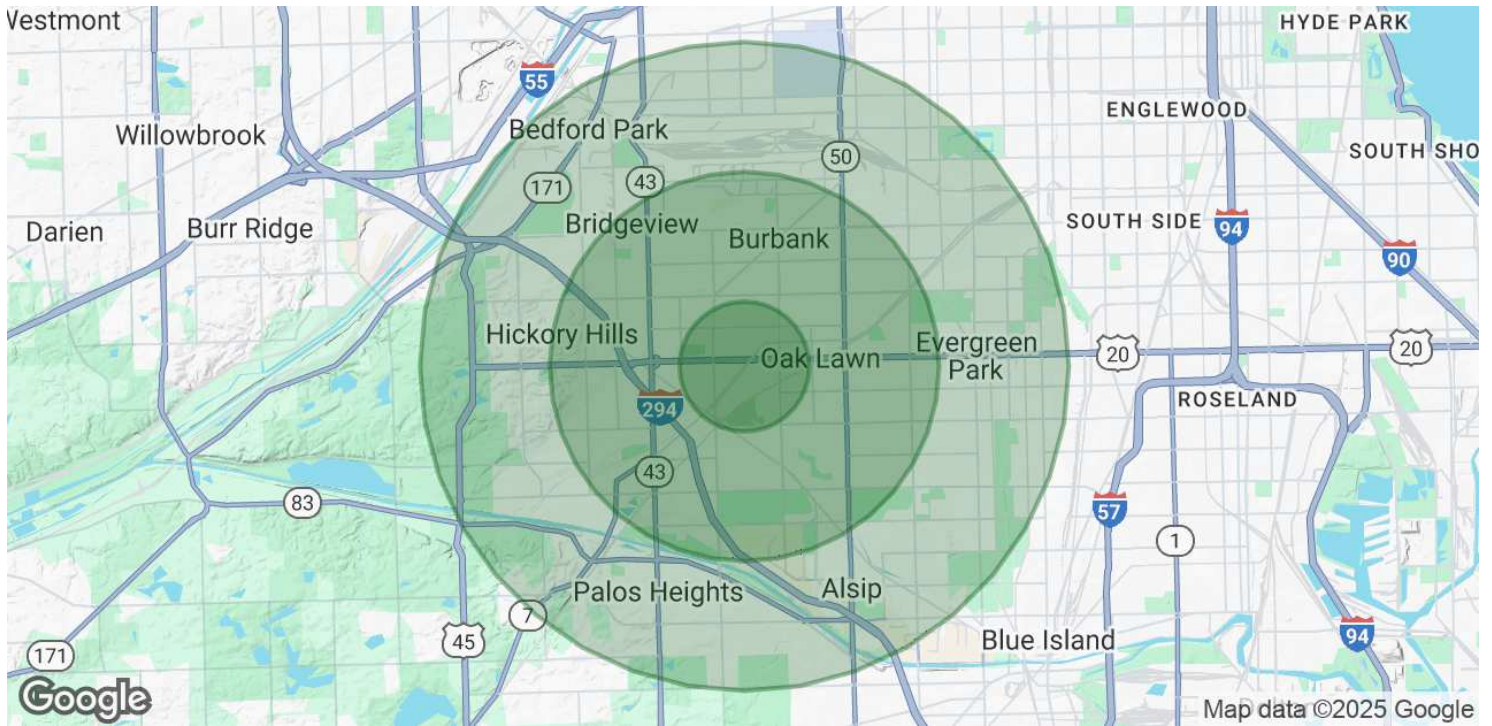 Westmont
HYDE PARK
55
ENGLEWOOD
Bedford Park
Willowbrook
50
SOUTH SHO
43
171
Bridgeview
SOUTH SIDE
94
Darien
Burr Ridge
Burbank
90
Hickory Hills
Evergreen
Park
Oak Lawn
20
20
294
ROSELAND
43
83
57
1
Palos Heights
Alsip
7
45
Blue Island
94
171
Google
Map data ©2025 Google